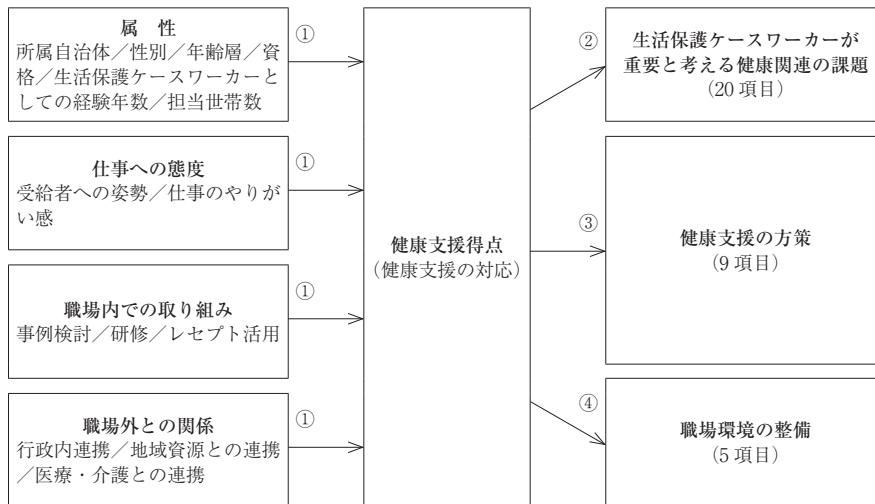 属　性
所属自治体／性別／年齢層／資
格／生活保護ケースワーカーと
しての経験年数／担当世帯数
①
仕事への態度
受給者への姿勢／仕事のやりが
い感
①
職場内での取り組み
事例検討／研修／レセプト活用
①
職場外との関係
行政内連携／地域資源との連携
／医療・介護との連携
①
健康支援得点
（健康支援の対応）
②
生活保護ケースワーカーが
重要と考える健康関連の課題
（20 項目）
③
健康支援の方策
（9 項目）
④
職場環境の整備
（5 項目）